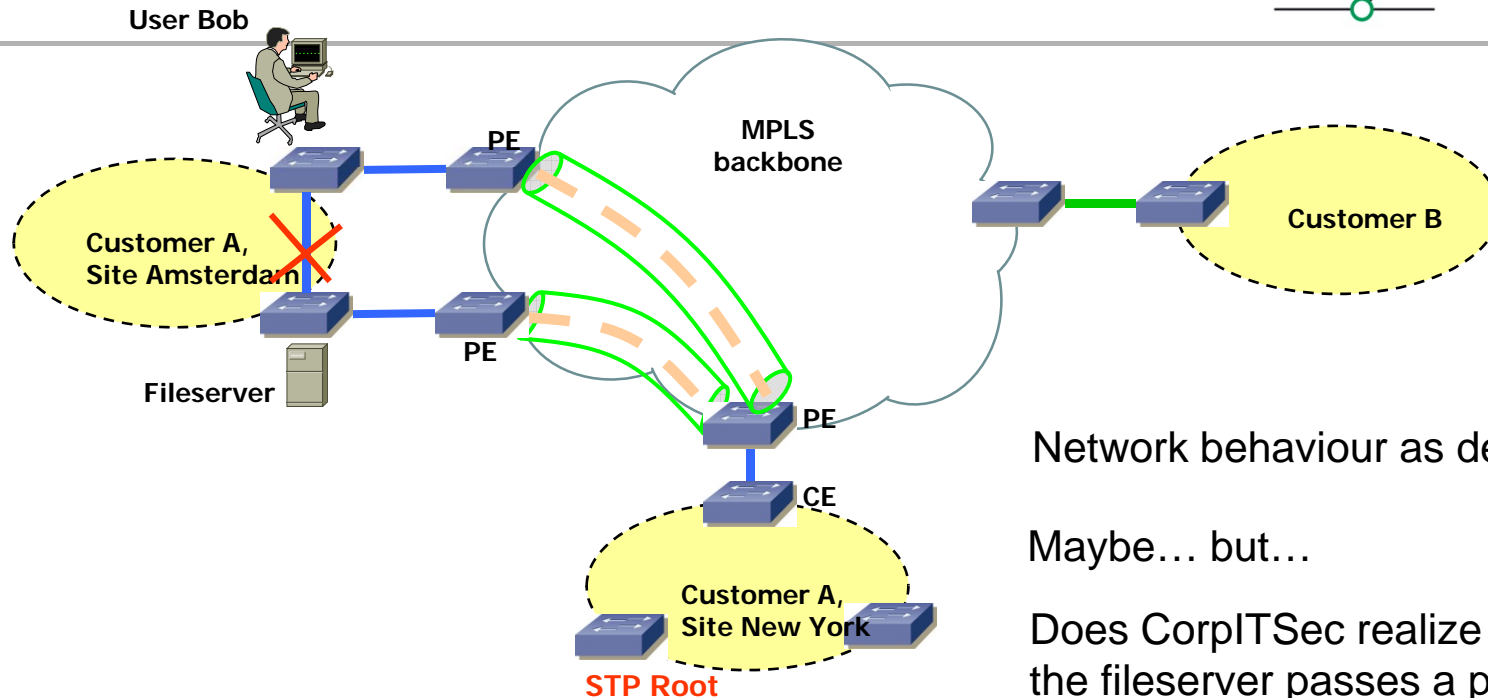 User Bob
PE
MPLS
backbone
Customer A,
Site Amsterdam
Customer B
PE
Fileserver
PE
CE
Customer A,
Site New York
STP Root
Network behaviour as de
Maybe… but…
Does CorpITSec realize
the fileserver passes a p